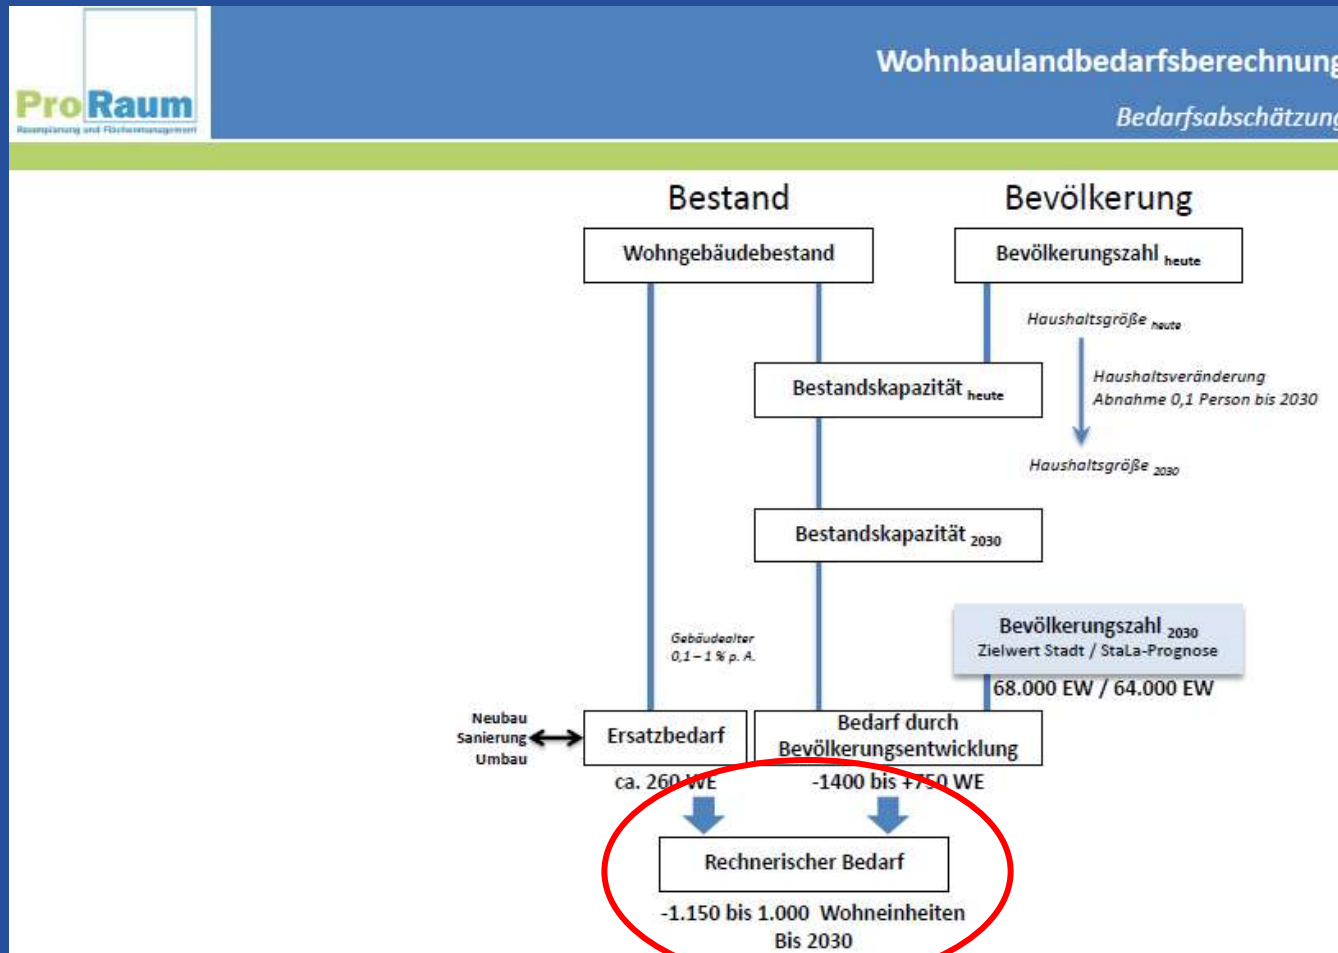 ProRaum
Raumplanung und Flächenmanagement
Wohnbaulandbedarfsberechnung
Bedarfsabschätzung
Bestand
Bevölkerung
Wohngebäudebestand
Bevölkerungszahl heute
Haushaltsgröße heute
Haushaltsveränderung
Abnahme 0,1 Person bis 2030
Bestandskapazität heute
Haushaltsgröße 2030
Bestandskapazität 2030
Gebäudealter
0,1 – 1 % p. A.
Bevölkerungszahl 2030
Zielwert Stadt / StaLa-Prognose
68.000 EW / 64.000 EW
Neubau
Sanierung
Umbau
Ersatzbedarf
Bedarf durch
Bevölkerungsentwicklung
ca. 260 WE
-1400 bis +750 WE
Rechnerischer Bedarf
-1.150 bis 1.000 Wohneinheiten
Bis 2030